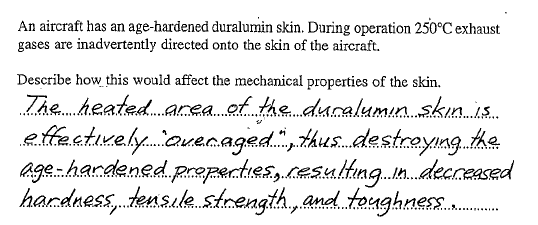 An aircraft has an age-hardened duralumin skin. During operation 250°C exhaust
gases are inadvertently directed onto the skin of the aircraft.
Describe how this would affect the mechanical properties of the skin.
The heated area of the duralumin skin is
effectively "overaged", thus destroying the
age-hardened properties, resulting in decreased
hardness, tensile strength, and toughness.